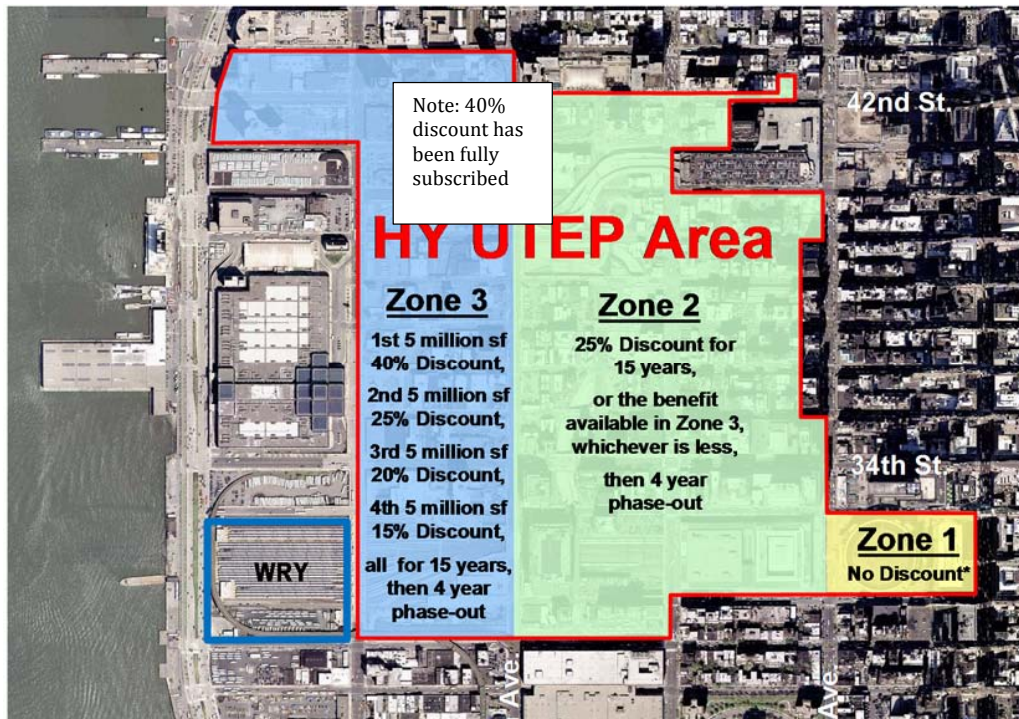 Note: 40%
discount has
been fully
subscribed
42nd St.
HY UTEP Area
Zone 3
1st 5 million sf
40% Discount,
2nd 5 million sf
25% Discount,
3rd 5 million sf
20% Discount,
4th 5 million sf
15% Discount,
all for 15 years,
then 4 year
phase-out
Zone 2
25% Discount for
15 years,
or the benefit
available in Zone 3,
whichever is less,
then 4 year
phase-out
34th St.
Zone 1
No Discount*
WRY
Ave
Ave